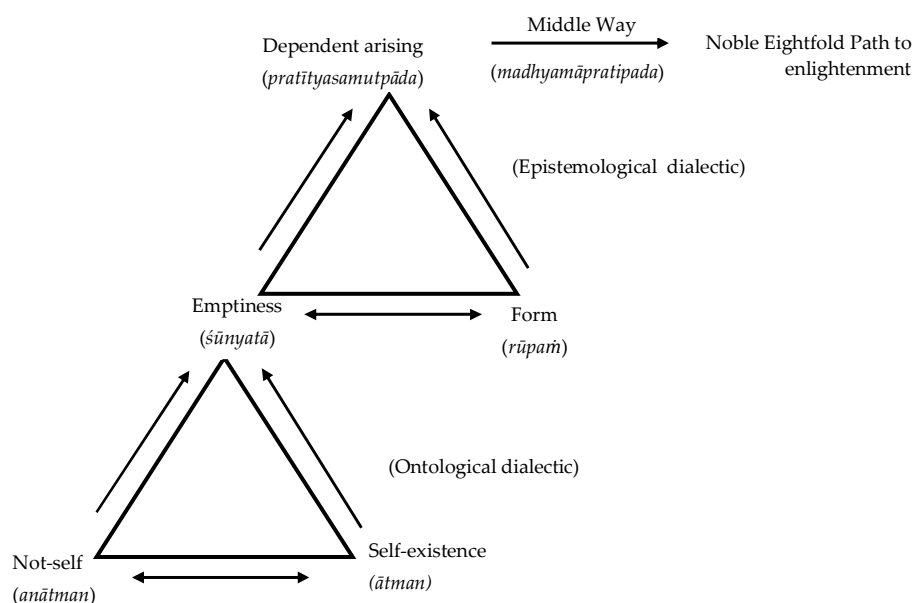 Dependent arising
(pratītyasamutpāda)
Middle Way
(madhyamāpratipada)
Noble Eightfold Path to
enlightenment
(Epistemological dialectic)
Emptiness
(śūnyatā)
Form
(rūpaṁ)
(Ontological dialectic)
Not-self
(anātman)
Self-existence
(ātman)